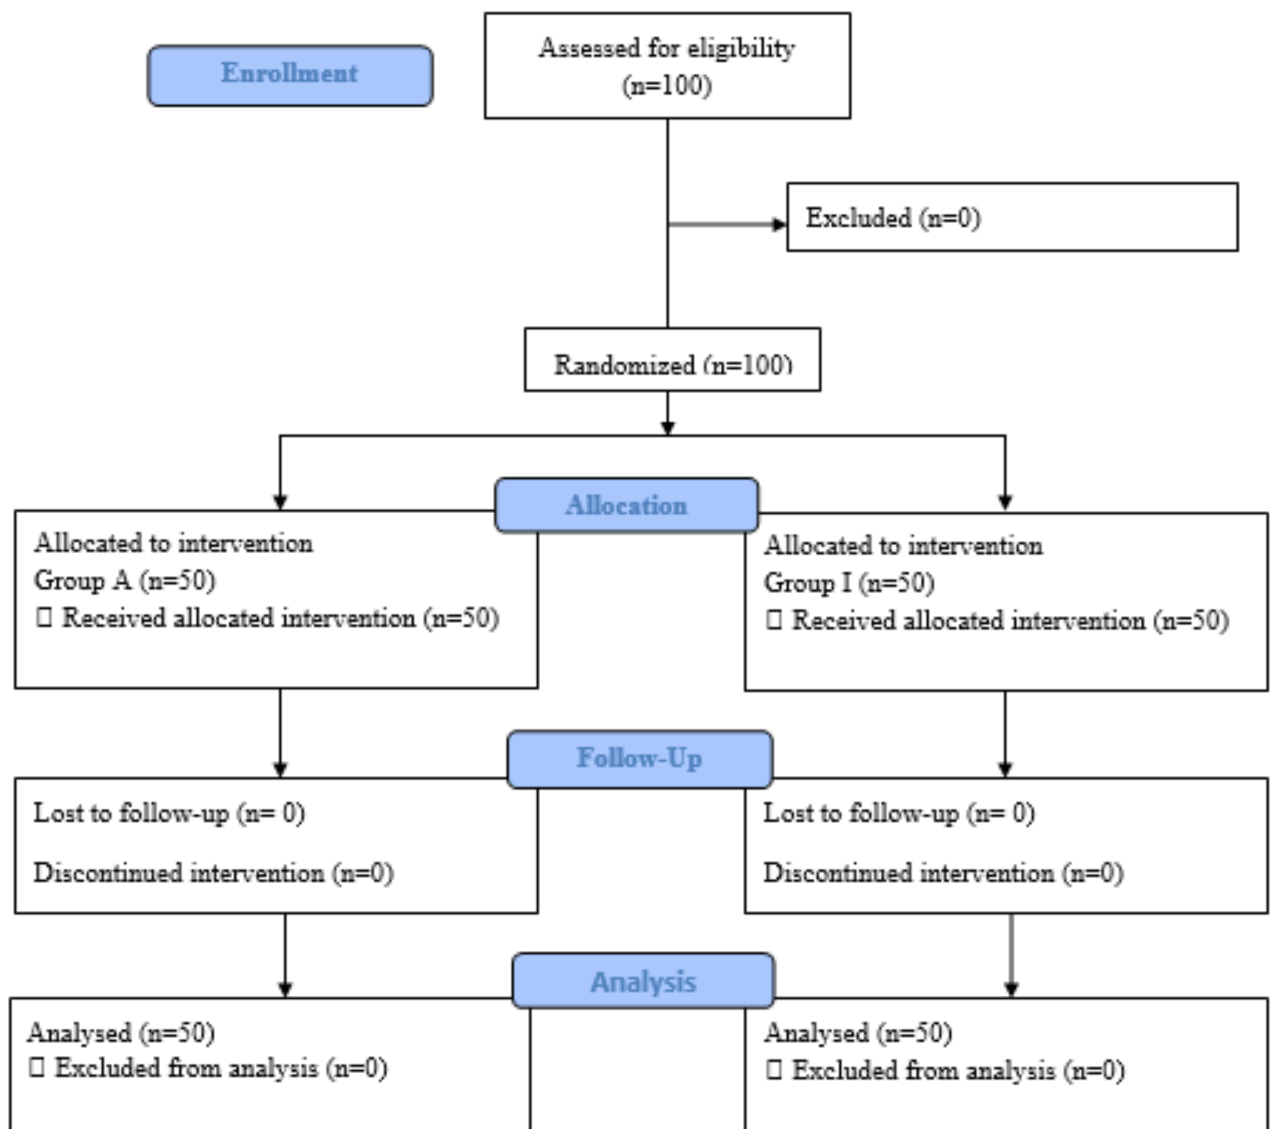 Enrollment
Assessed for eligibility
(n=100)
Excluded (n=0)
Randomized (n=100)
Allocation
Allocated to intervention
Group A (n=50)
▯ Received allocated intervention (n=50)
Allocated to intervention
Group I (n=50)
▯ Received allocated intervention (n=50)
Follow-Up
Lost to follow-up (n= 0)
Discontinued intervention (n=0)
Lost to follow-up (n= 0)
Discontinued intervention (n=0)
Analysis
Analysed (n=50)
▯ Excluded from analysis (n=0)
Analysed (n=50)
▯ Excluded from analysis (n=0)